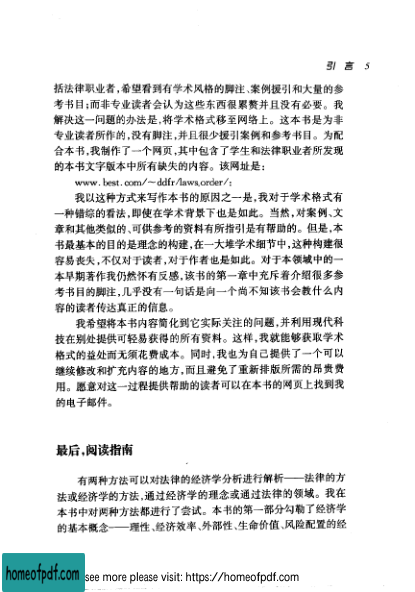 引 言 5
括法律职业者,希望看到有学术风格的脚注、案例援引和大量的参
考书目;而非专业读者会认为这些东西很累赘并且没有必要。我
解决这一问题的办法是,将学术格式移至网络上。这本书是为非
专业读者所作的,没有脚注,并且很少援引案例和参考书目。为配
合本书,我制作了一个网页,其中包含了学生和法律职业者所发现
的本书文字版本中所有缺失的内容。该网址是:
www. best. com/~ddfr/laws_order/;
我以这种方式来写作本书的原因之一是,我对于学术格式有
一种错综的看法,即使在学术背景下也是如此。当然,对案例、文
章和其他类似的、可供参考的资料有所指引是有帮助的。但是,本
书最基本的目的是理念的构建,在一大堆学术细节中,这种构建很
容易丧失,不仅对于读者,对于作者也是如此。对于本领域中的一
本早期著作我仍然怀有反感,该书的第一章中充斥着介绍很多参
考书目的脚注,几乎没有一句话是向一个尚不知该书会教什么内
容的读者传达真正的信息。
我希望将本书内容简化到它实际关注的问题,并利用现代科
技在别处提供可轻易获得的所有资料。这样,我就能够获取学术
格式的益处而无须花费成本。同时,我也为自己提供了一个可以
继续修改和扩充内容的地方,而且避免了重新排版所需的昂贵费
用。愿意对这一过程提供帮助的读者可以在本书的网页上找到我
的电子邮件。
最后,阅读指南
有两种方法可以对法律的经济学分析进行解析——法律的方
法或经济学的方法,通过经济学的理念或通过法律的领域。我在
本书中对两种方法都进行了尝试。本书的第一部分勾勒了经济学
的基本概念——理性、经济效率、外部性、生命价值、风险配置的经
homeofpdf.com
see more please visit: https://homeofpdf.com